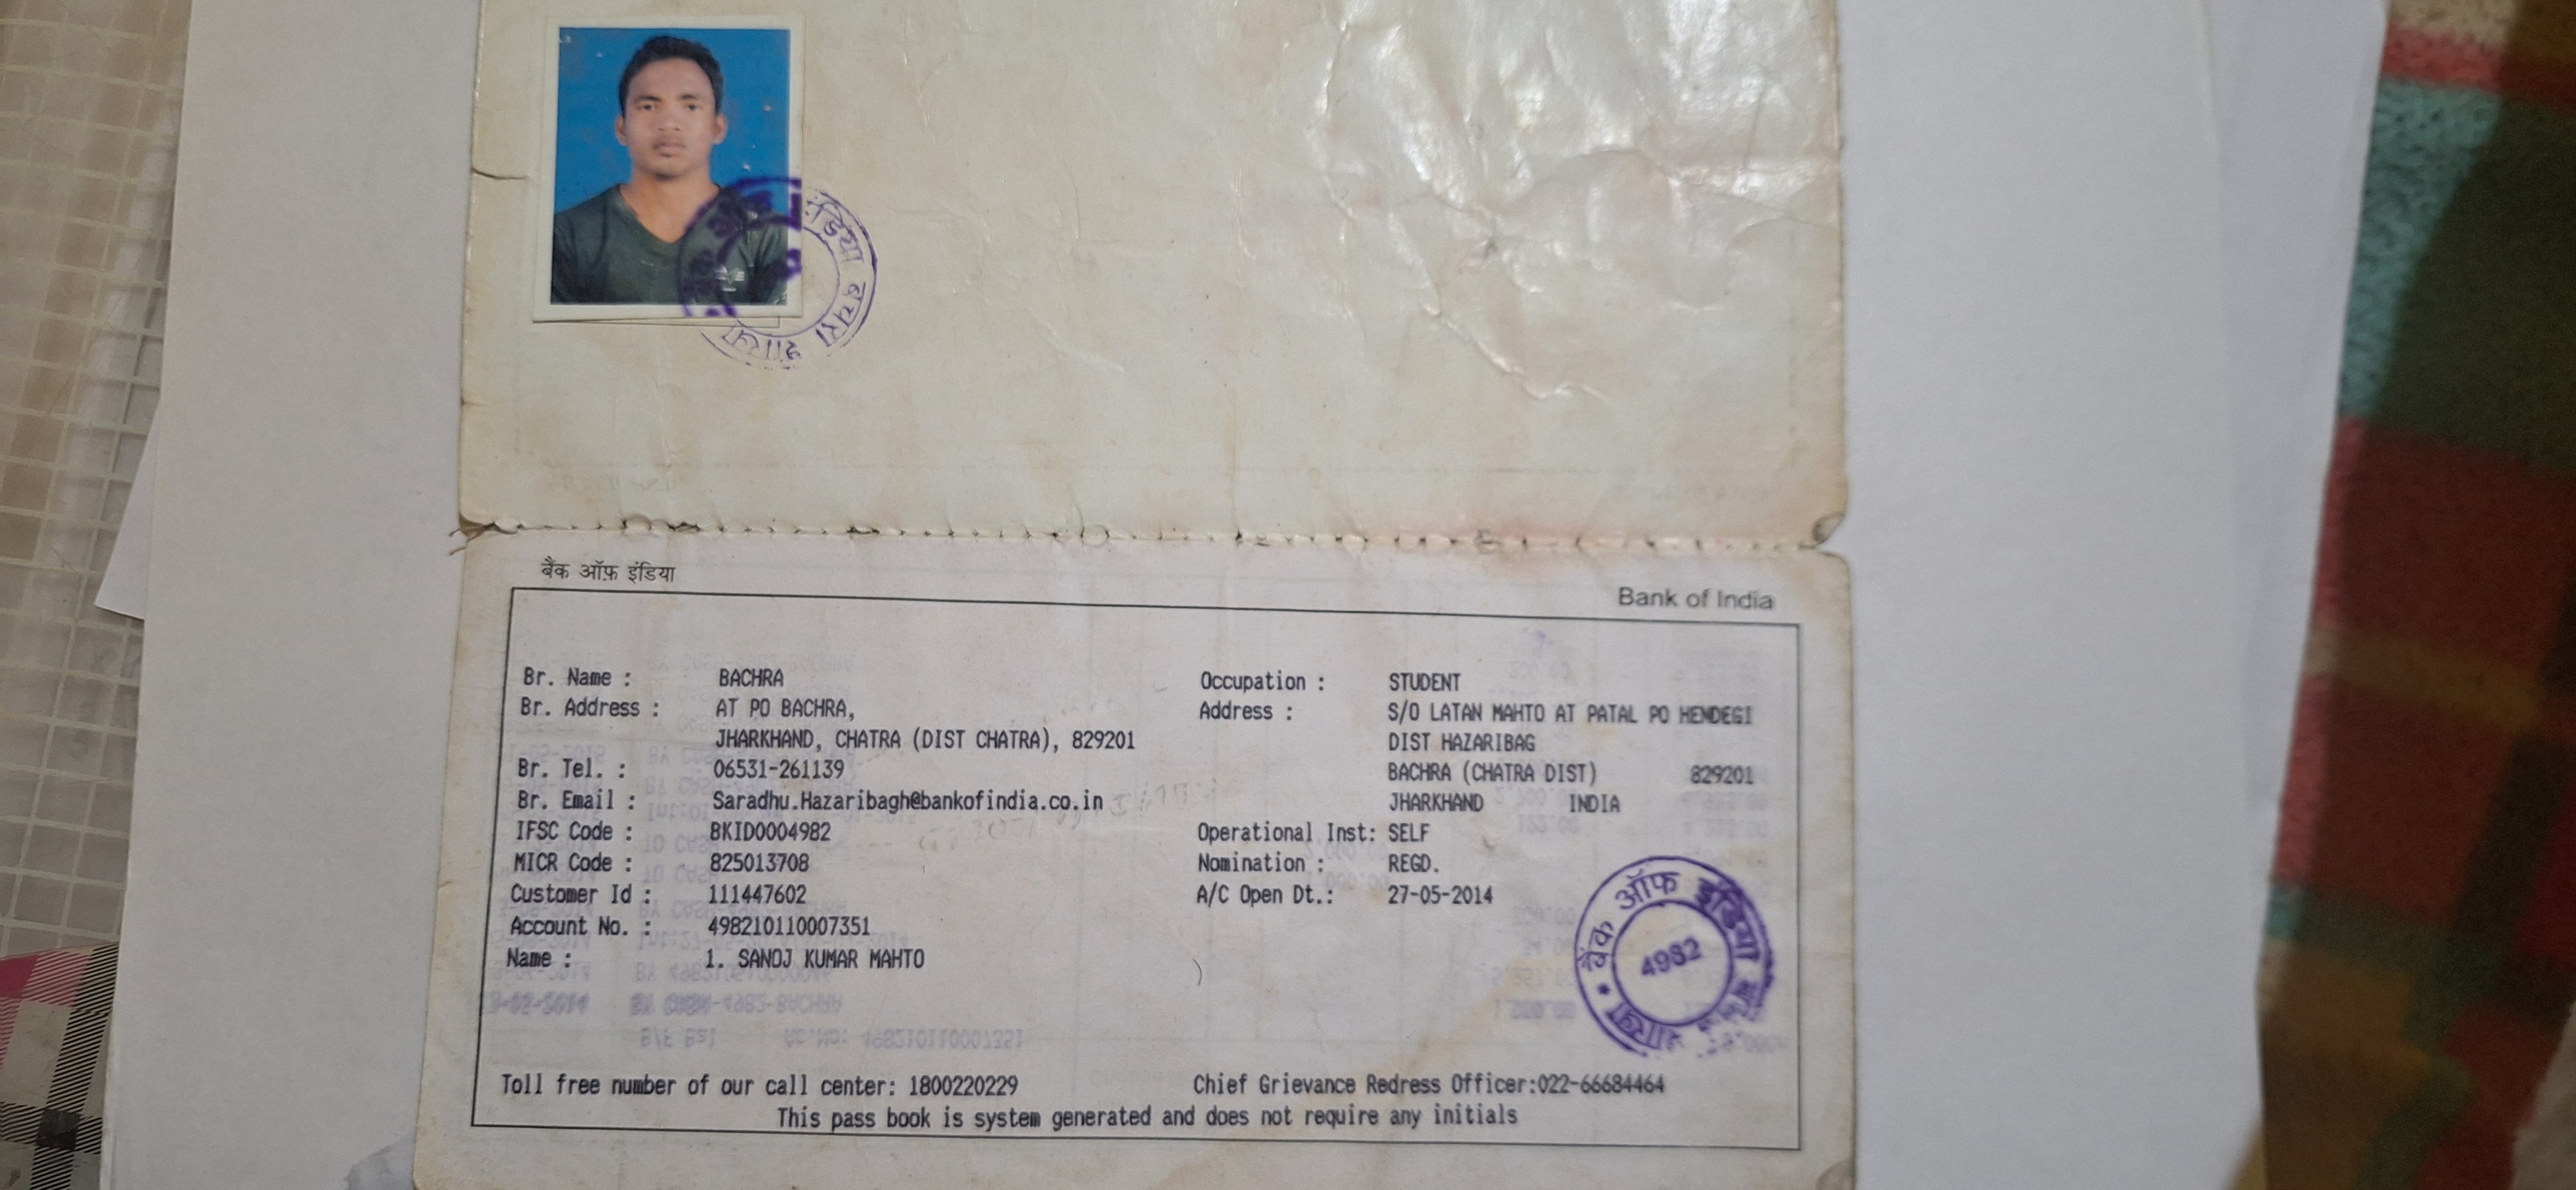 इंडिया बचरा शाखा
बैंक ऑफ़ इंडिया
Bank of India
Br. Name : BACHRA
Br. Address : AT PO BACHRA,
JHARKHAND, CHATRA (DIST CHATRA), 829201
Br. Tel. : 06531-261139
Br. Email : Saradhu.Hazaribagh@bankofindia.co.in
IFSC Code : BKID0004982
MICR Code : 825013708
Customer Id : 111447602
Account No. : 498210110007351
Name : 1. SANOJ KUMAR MAHTO
Occupation : STUDENT
Address : S/O LATAN MAHTO AT PATAL PO HENDEGI
DIST HAZARIBAG
BACHRA (CHATRA DIST) 829201
JHARKHAND INDIA
Operational Inst: SELF
Nomination : REGD.
A/C Open Dt.: 27-05-2014
बैंक ऑफ इंडिया बचरा शाखा
4982
Toll free number of our call center: 1800220229 Chief Grievance Redress Officer:022-66684464
This pass book is system generated and does not require any initials